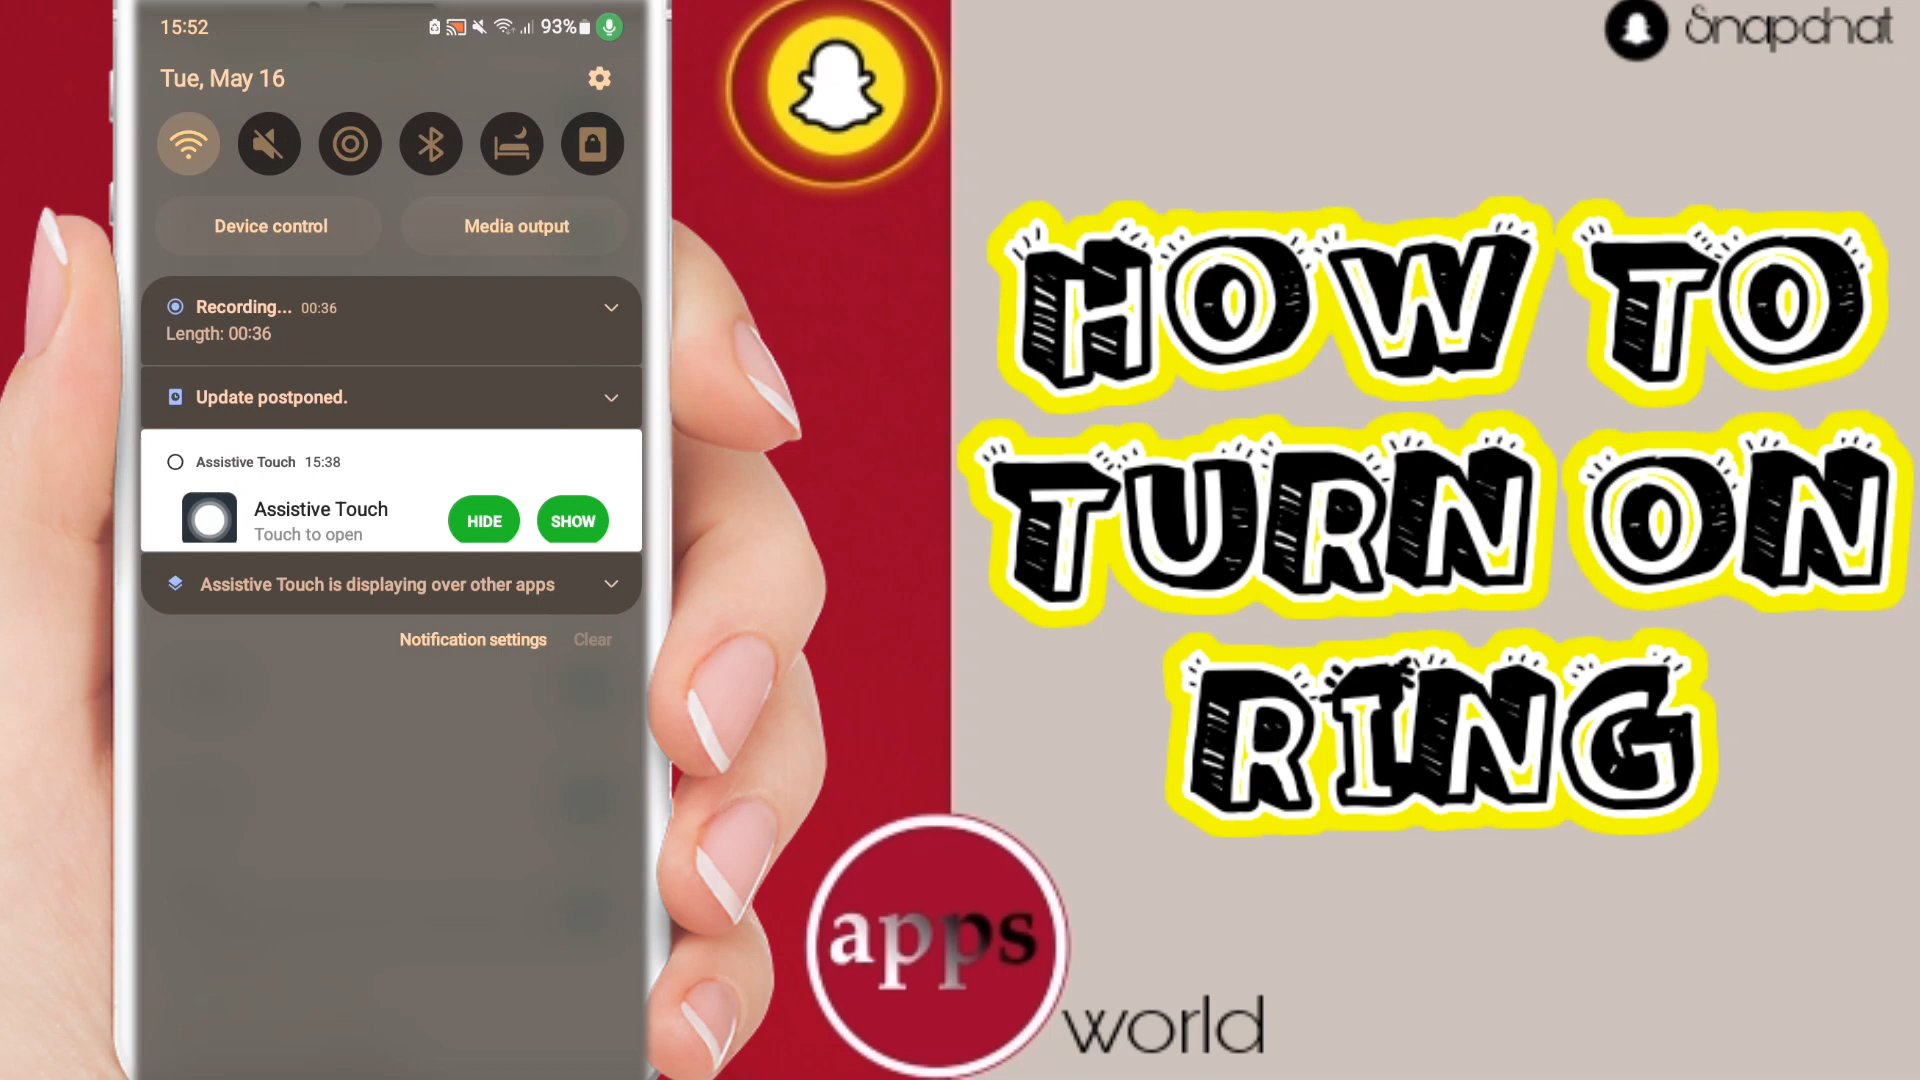 15:52
93%
Tue, May 16
Device control
Media output
Recording... 00:36
Length: 00:36
Update postponed.
Assistive Touch 15:38
Assistive Touch
Touch to open
HIDE
SHOW
Assistive Touch is displaying over other apps
Notification settings
Clear
Snapchat
HOW TO
TURN ON
RING
apps
world